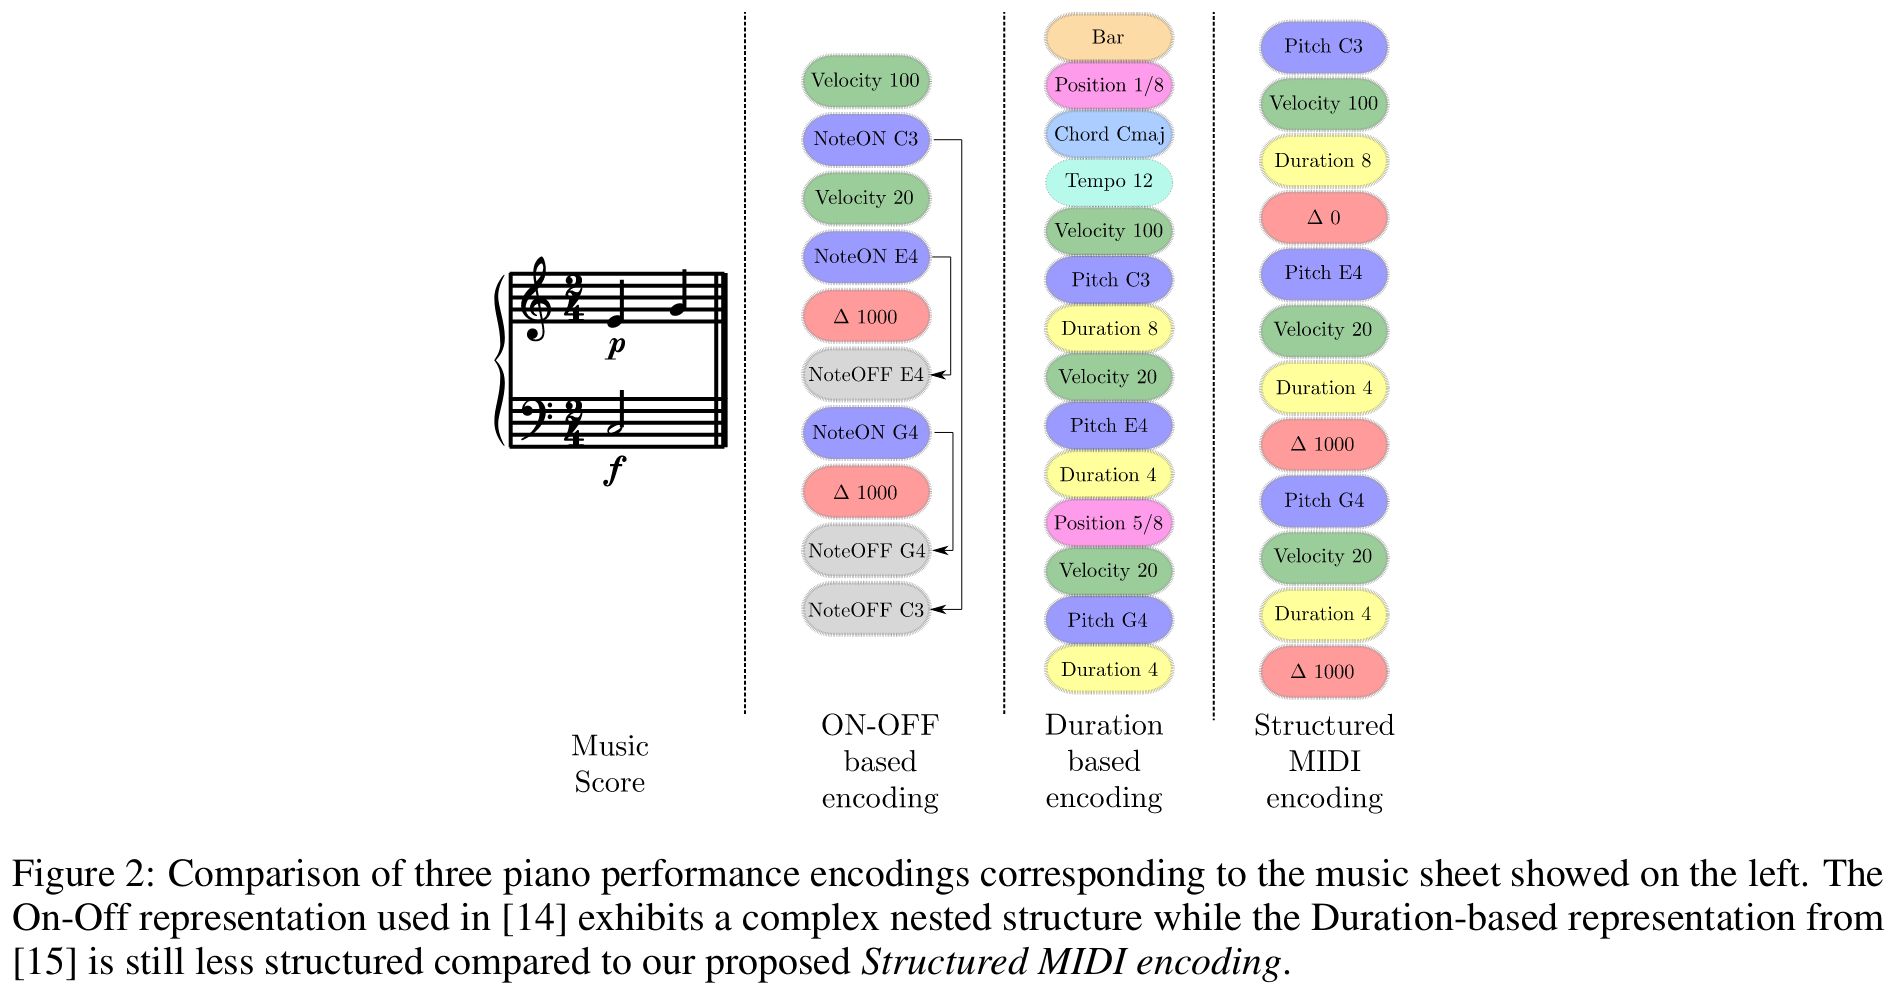 2
4
p
2
4
f
Music
Score
Velocity 100
NoteON C3
Velocity 20
NoteON E4
Δ 1000
NoteOFF E4
NoteON G4
Δ 1000
NoteOFF G4
NoteOFF C3
ON-OFF
based
encoding
Bar
Position 1/8
Chord Cmaj
Tempo 12
Velocity 100
Pitch C3
Duration 8
Velocity 20
Pitch E4
Duration 4
Position 5/8
Velocity 20
Pitch G4
Duration 4
Duration
based
encoding
Pitch C3
Velocity 100
Duration 8
Δ 0
Pitch E4
Velocity 20
Duration 4
Δ 1000
Pitch G4
Velocity 20
Duration 4
Δ 1000
Structured
MIDI
encoding
Figure 2: Comparison of three piano performance encodings corresponding to the music sheet showed on the left. The
On-Off representation used in [14] exhibits a complex nested structure while the Duration-based representation from
[15] is still less structured compared to our proposed Structured MIDI encoding.